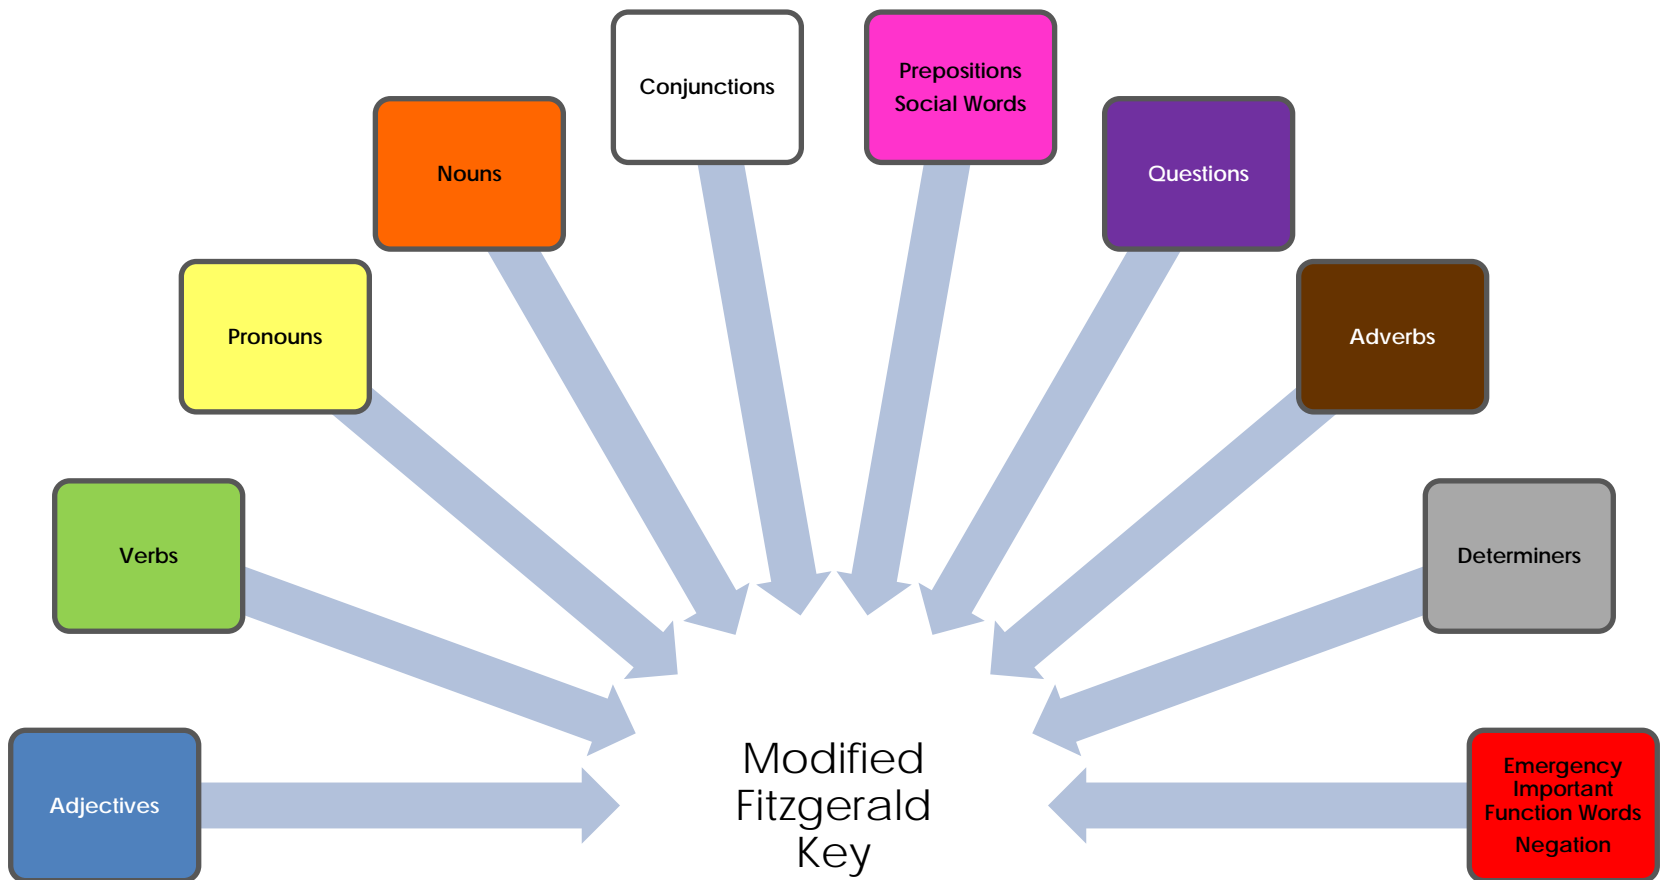 Conjunctions
Prepositions
Social Words
Nouns
Questions
Pronouns
Adverbs
Verbs
Determiners
Adjectives
Modified
Fitzgerald
Key
Emergency
Important
Function Words
Negation